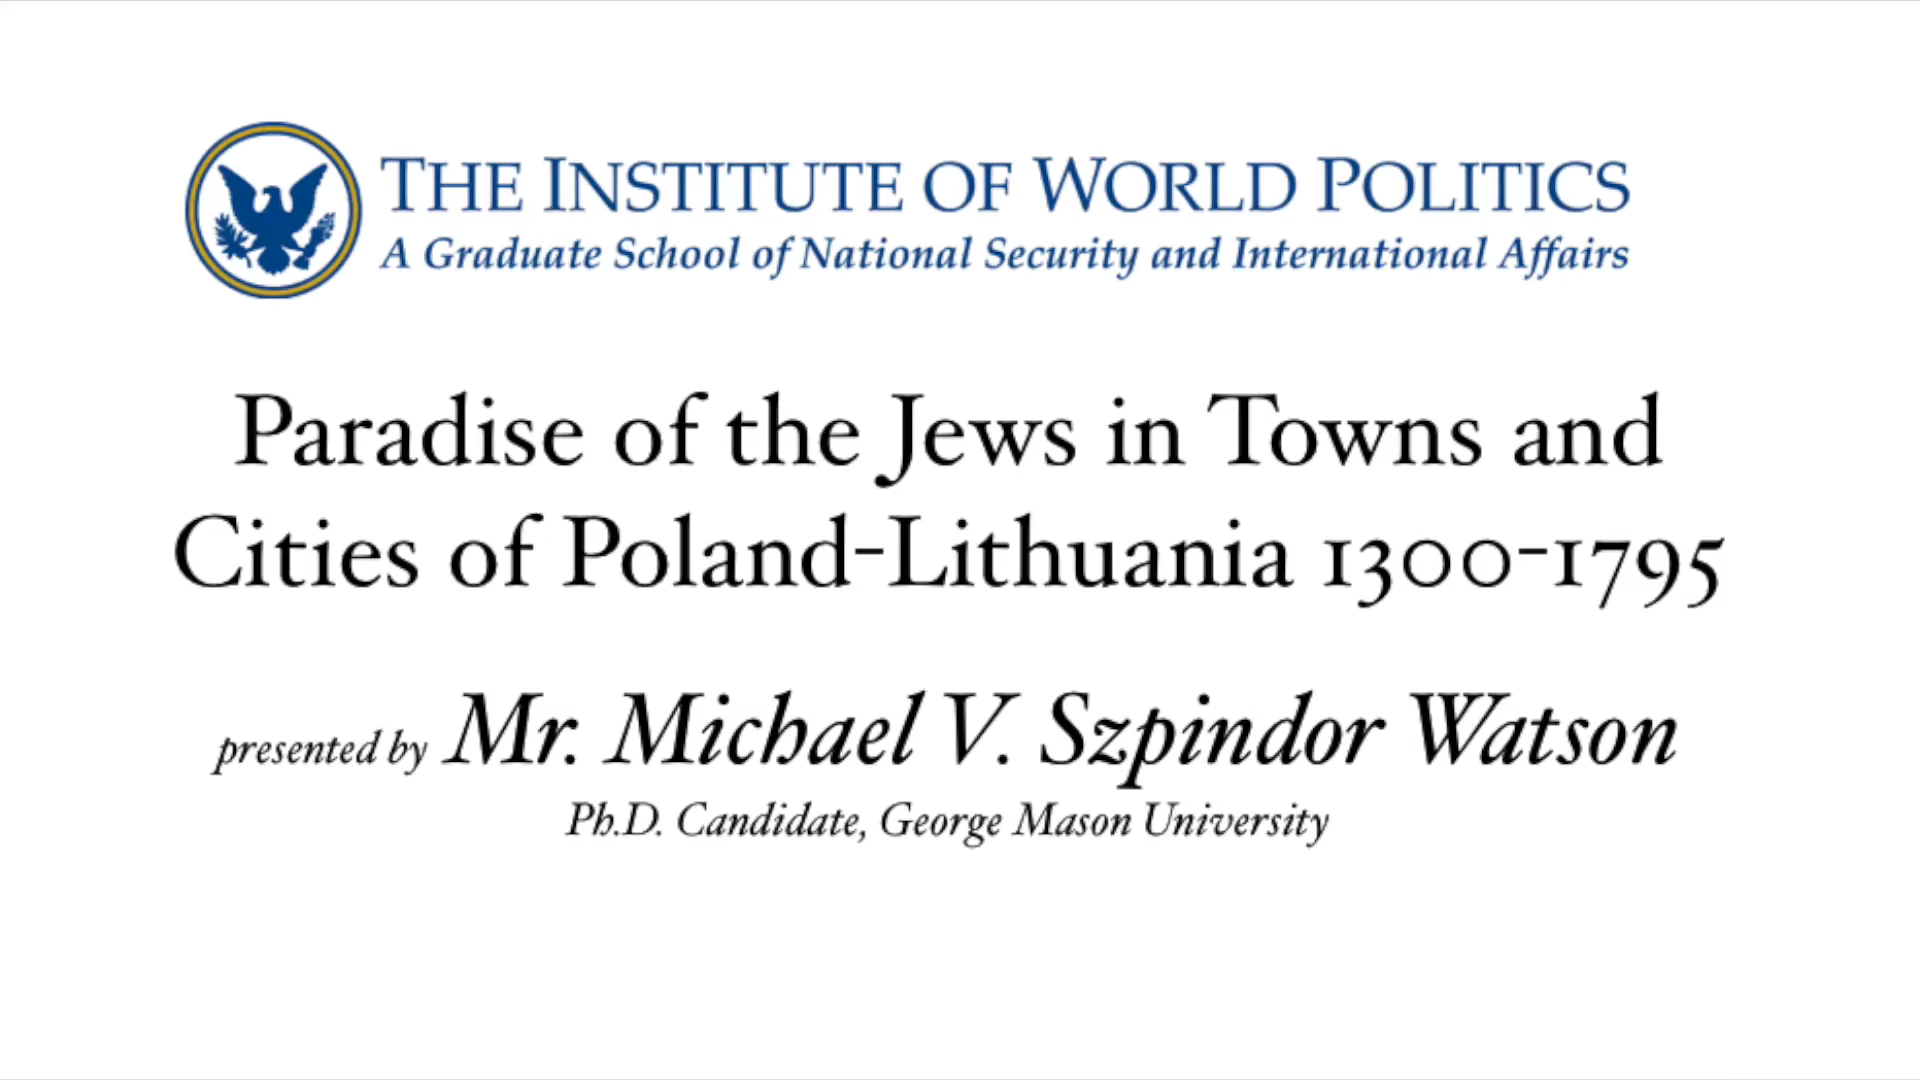 THE INSTITUTE OF WORLD POLITICS
A Graduate School of National Security and International Affairs
Paradise of the Jews in Towns and
Cities of Poland-Lithuania 1300-1795
presented by Mr. Michael V. Szpindor Watson
Ph.D. Candidate, George Mason University